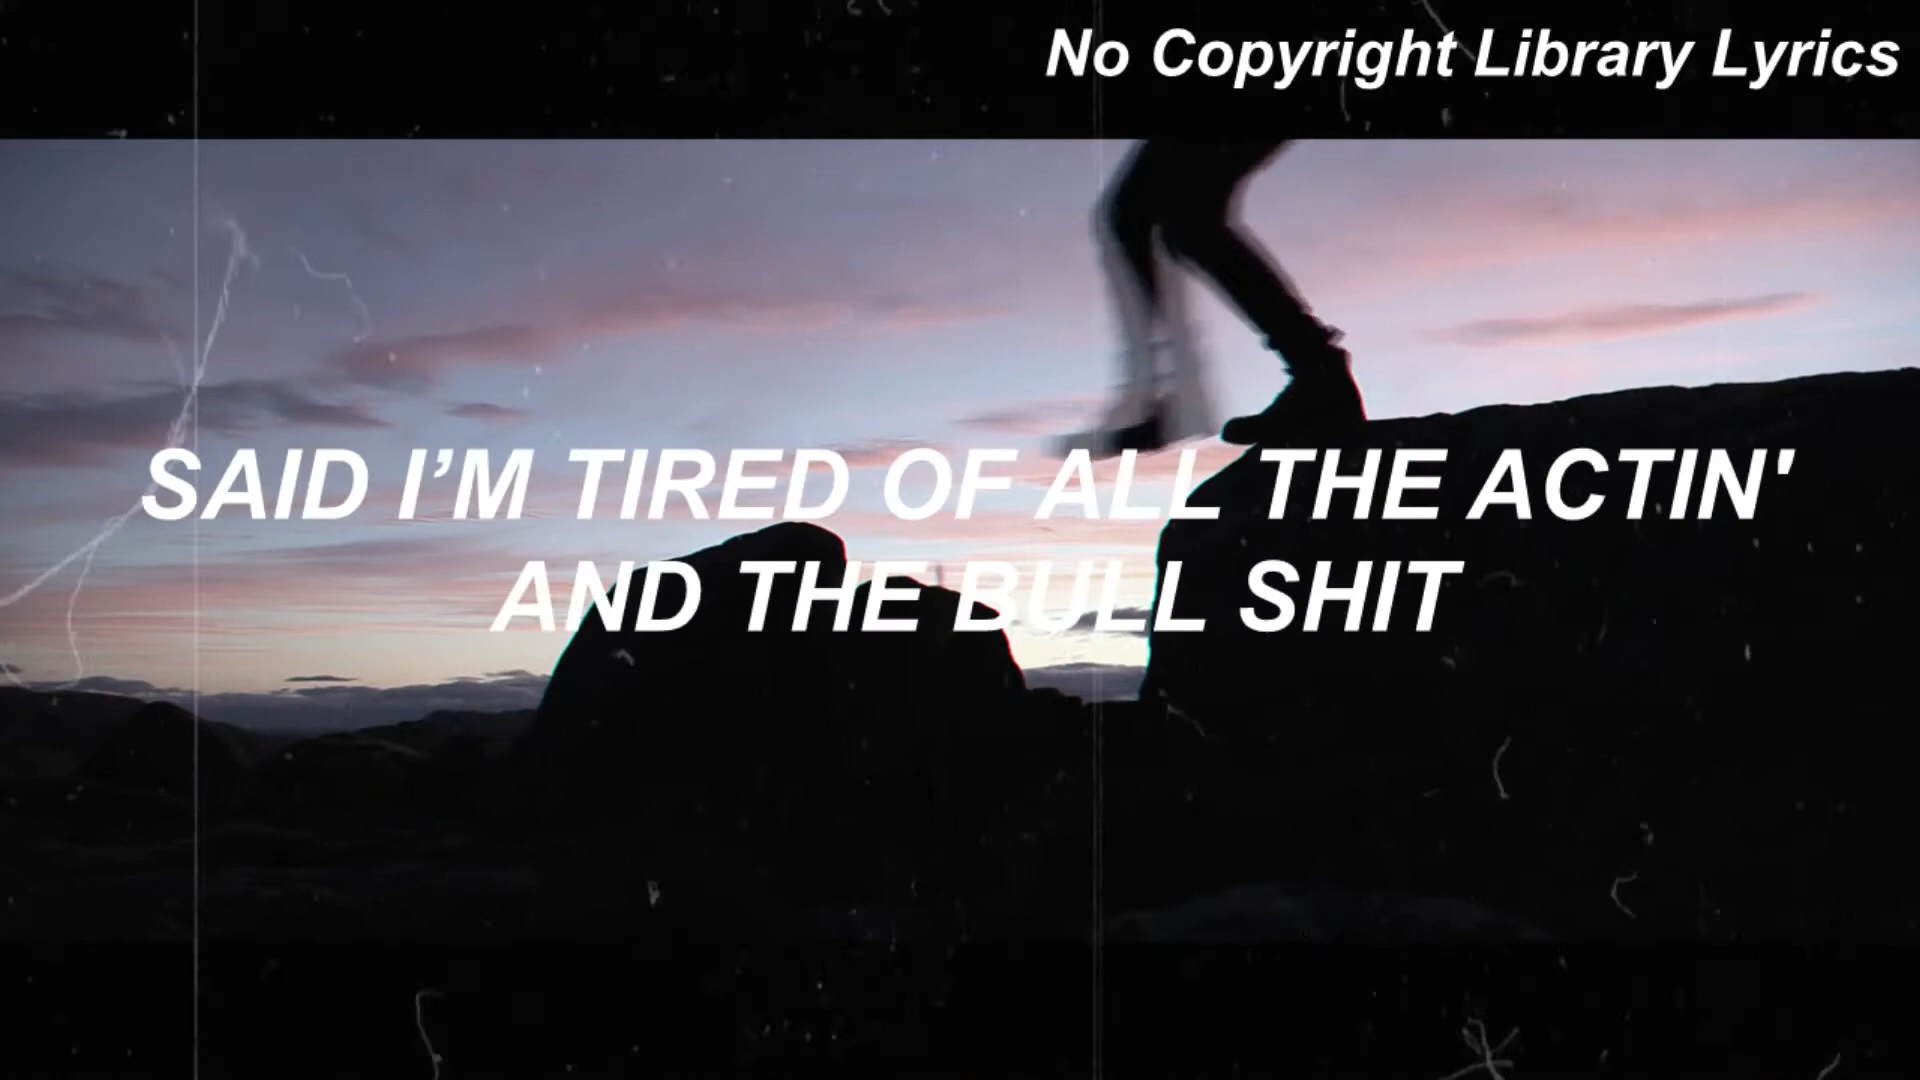 No Copyright Library Lyrics
SAID I’M TIRED OF ALL THE ACTIN'
AND THE BULL SHIT